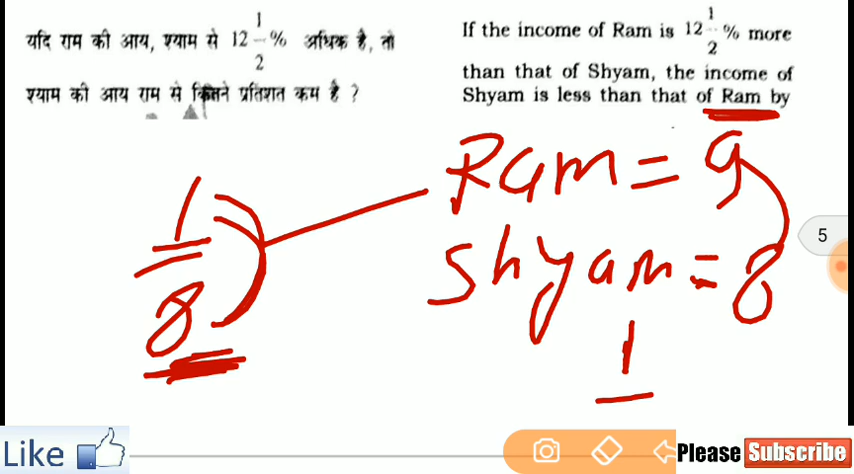 यदि राम की आय, श्याम से 12 1/2 % अधिक है, तो
श्याम की आय राम से कितने प्रतिशत कम है ?
If the income of Ram is 12 1/2 % more
than that of Shyam, the income of
Shyam is less than that of Ram by
Ram = 9
Shyam = 8
1
1
8
5
Like
Please Subscribe